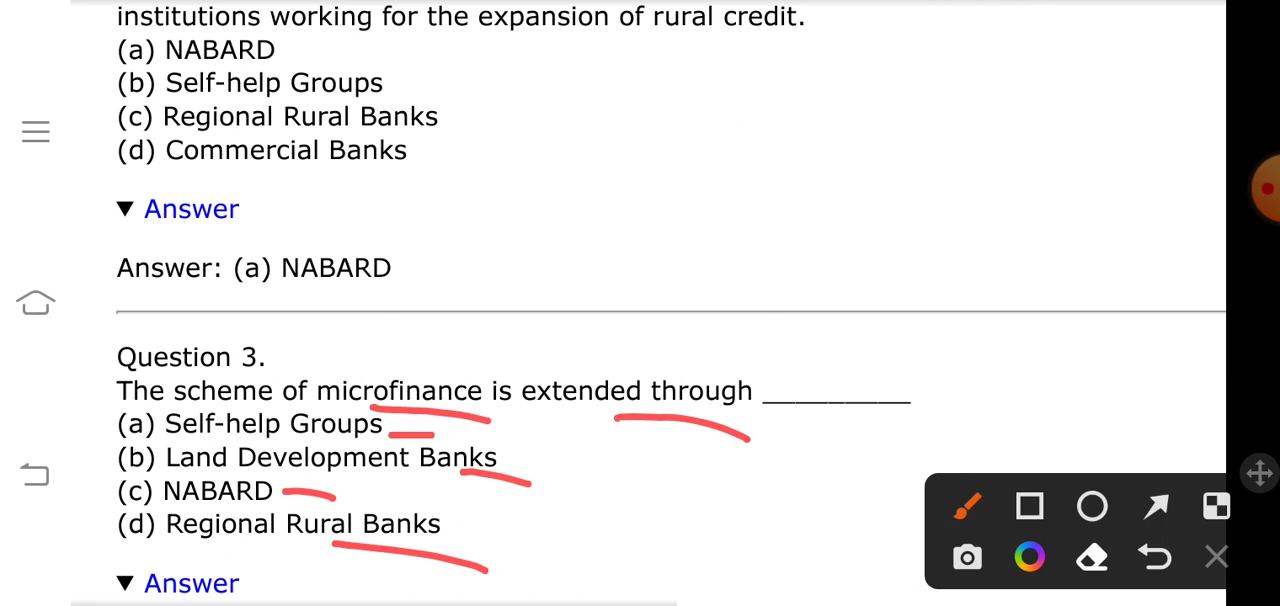 institutions working for the expansion of rural credit.
(a) NABARD
(b) Self-help Groups
(c) Regional Rural Banks
(d) Commercial Banks
▼ Answer
Answer: (a) NABARD
Question 3.
The scheme of microfinance is extended through __________
(a) Self-help Groups
(b) Land Development Banks
(c) NABARD
(d) Regional Rural Banks
▼ Answer